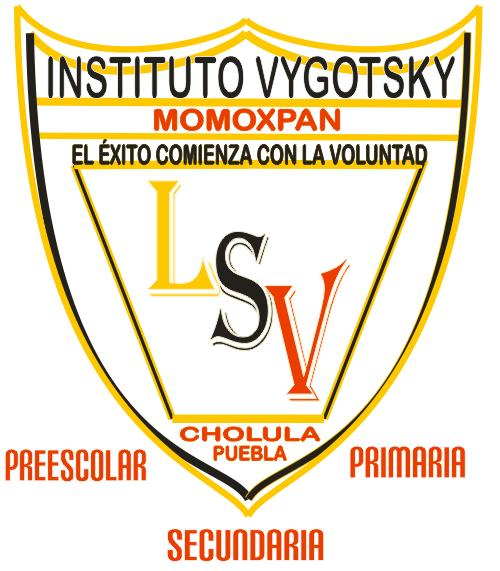 INSTITUTO VYGOTSKY
MOMOXPAN
EL ÉXITO COMIENZA CON LA VOLUNTAD
LSV
CHOLULA
PUEBLA
PREESCOLAR
PRIMARIA
SECUNDARIA